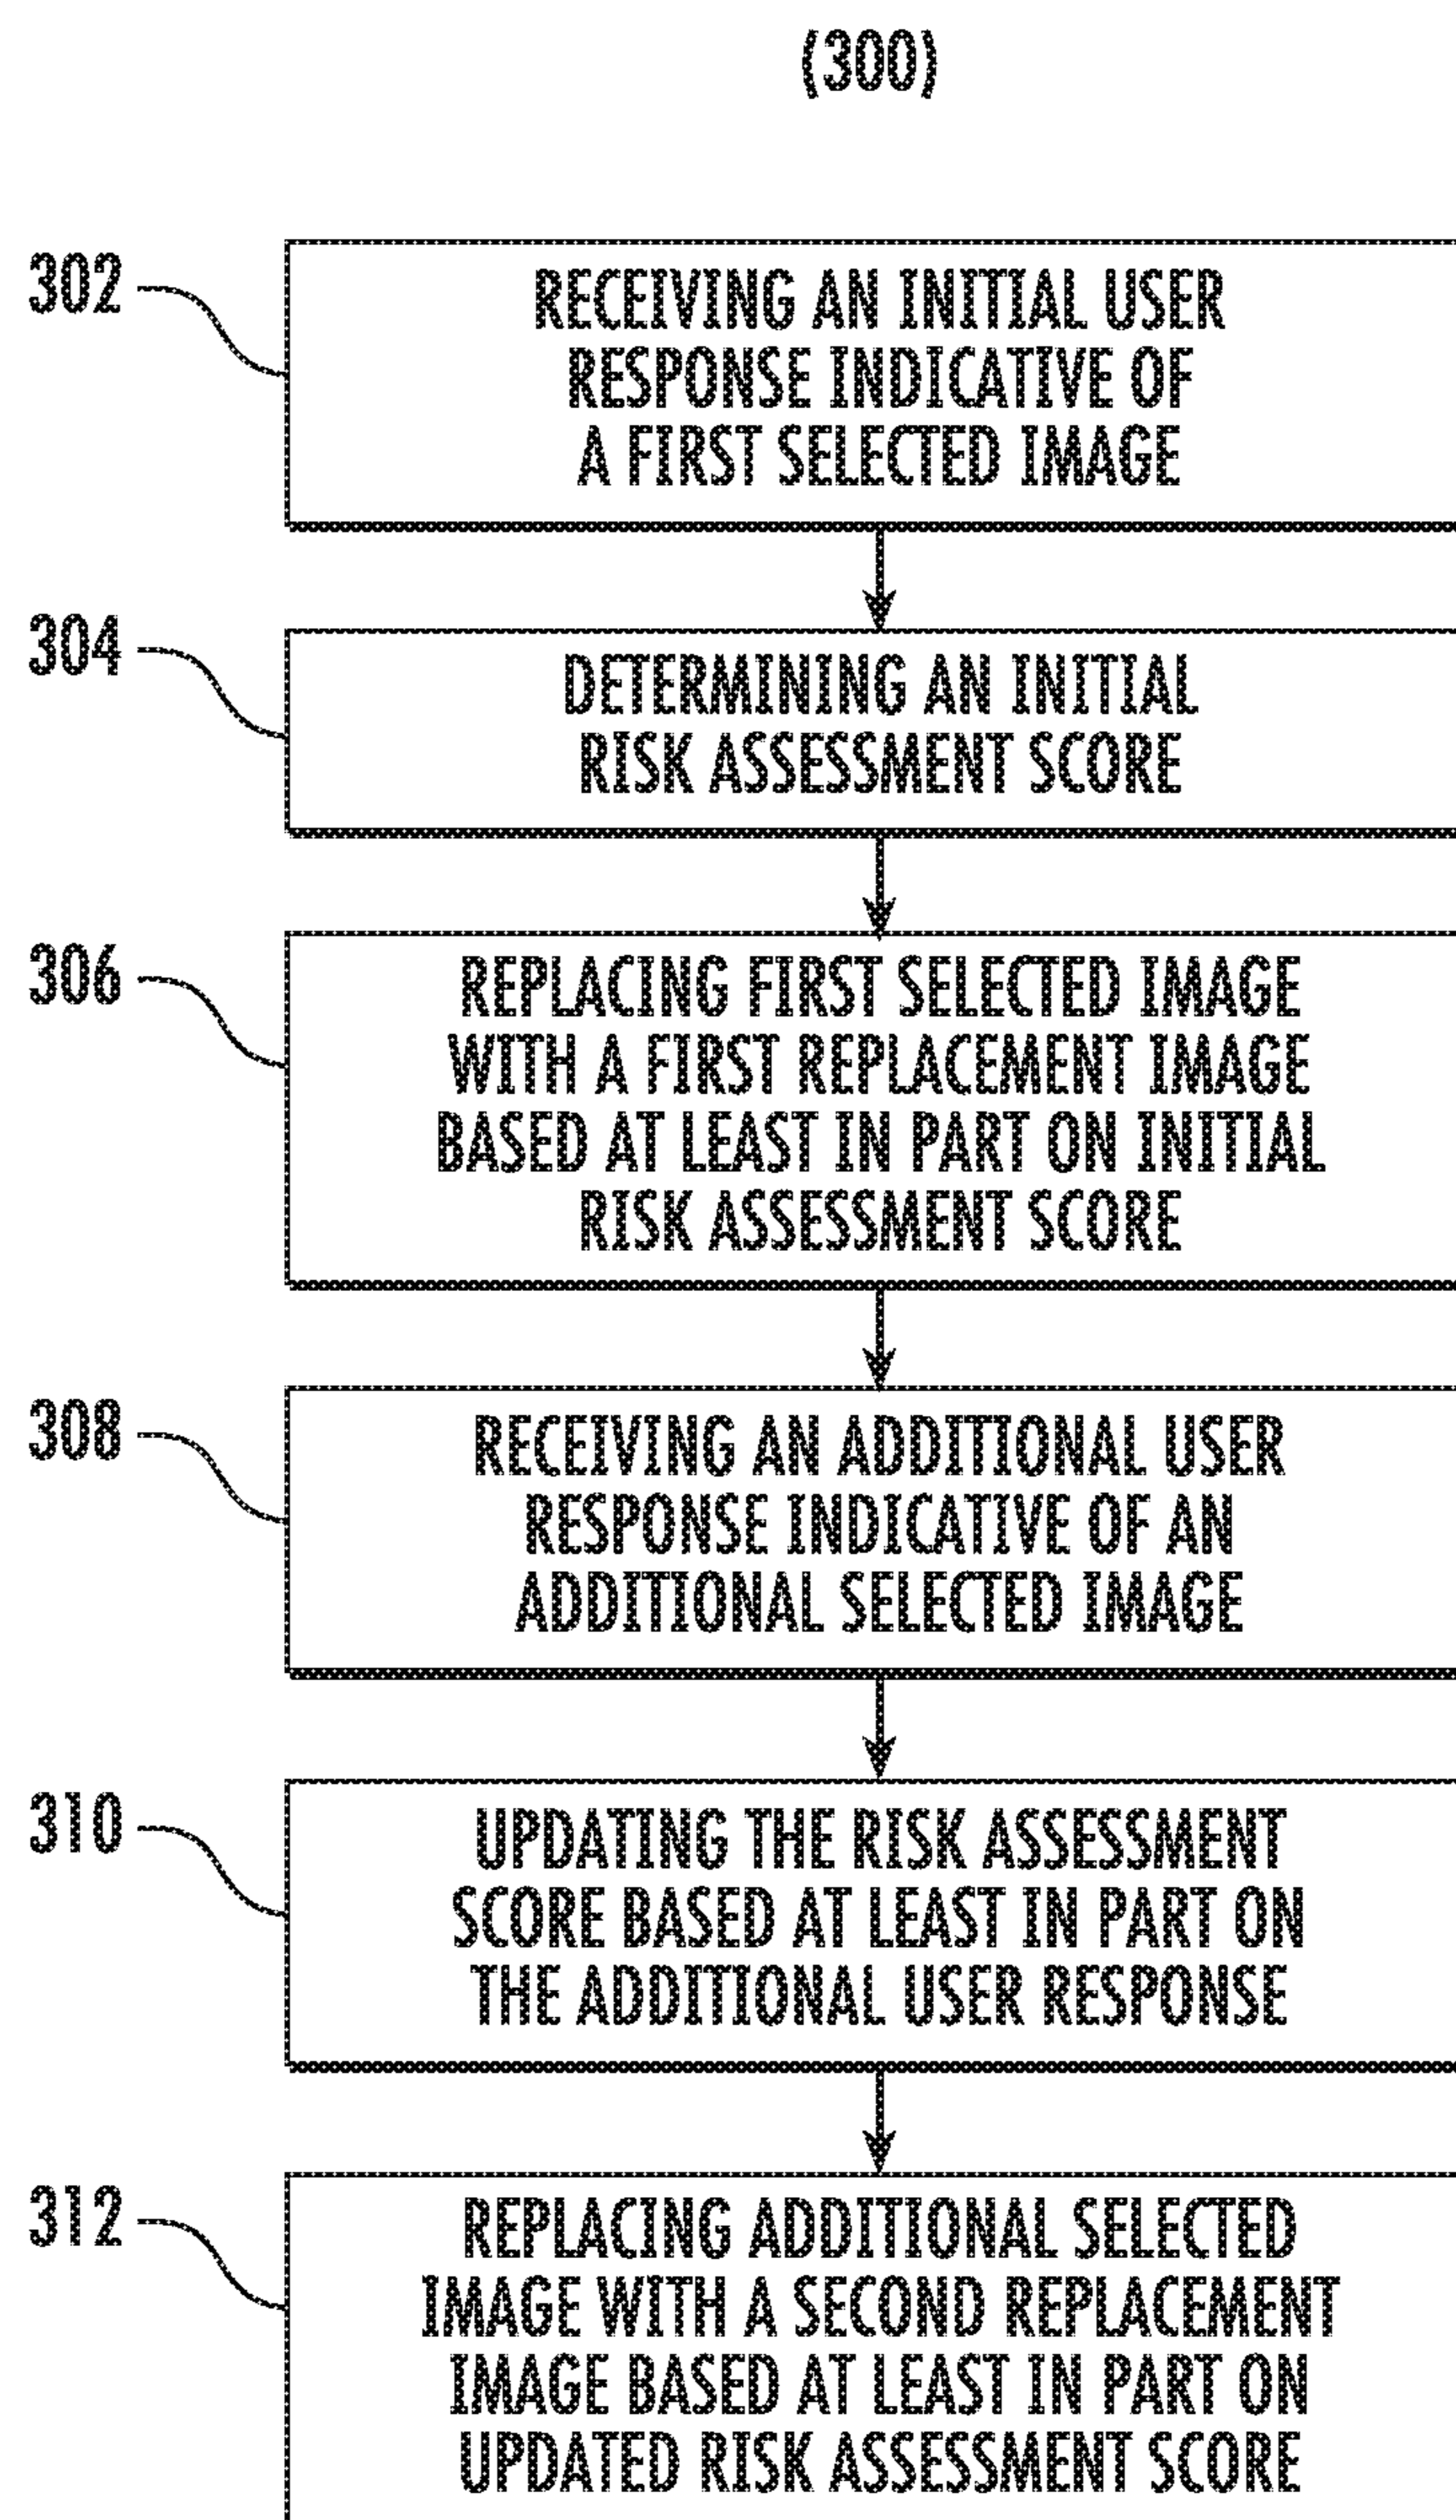 (300)
302
RECEIVING AN INITIAL USER
RESPONSE INDICATIVE OF
A FIRST SELECTED IMAGE
304
DETERMINING AN INITIAL
RISK ASSESSMENT SCORE
306
REPLACING FIRST SELECTED IMAGE
WITH A FIRST REPLACEMENT IMAGE
BASED AT LEAST IN PART ON INITIAL
RISK ASSESSMENT SCORE
308
RECEIVING AN ADDITIONAL USER
RESPONSE INDICATIVE OF AN
ADDITIONAL SELECTED IMAGE
310
UPDATING THE RISK ASSESSMENT
SCORE BASED AT LEAST IN PART ON
THE ADDITIONAL USER RESPONSE
312
REPLACING ADDITIONAL SELECTED
IMAGE WITH A SECOND REPLACEMENT
IMAGE BASED AT LEAST IN PART ON
UPDATED RISK ASSESSMENT SCORE